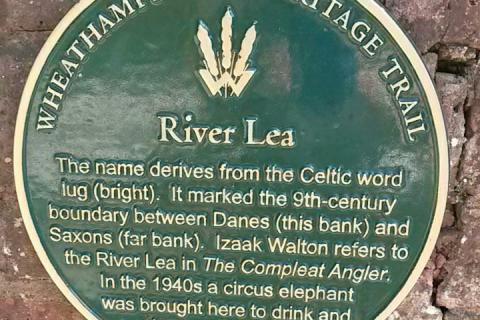 WHEATHAMPS HERITAGE TRAIL
River Lea
The name derives from the Celtic word
lug (bright). It marked the 9th-century
boundary between Danes (this bank) and
Saxons (far bank). Izaak Walton refers to
the River Lea in The Compleat Angler.
In the 1940s a circus elephant
was brought here to drink and